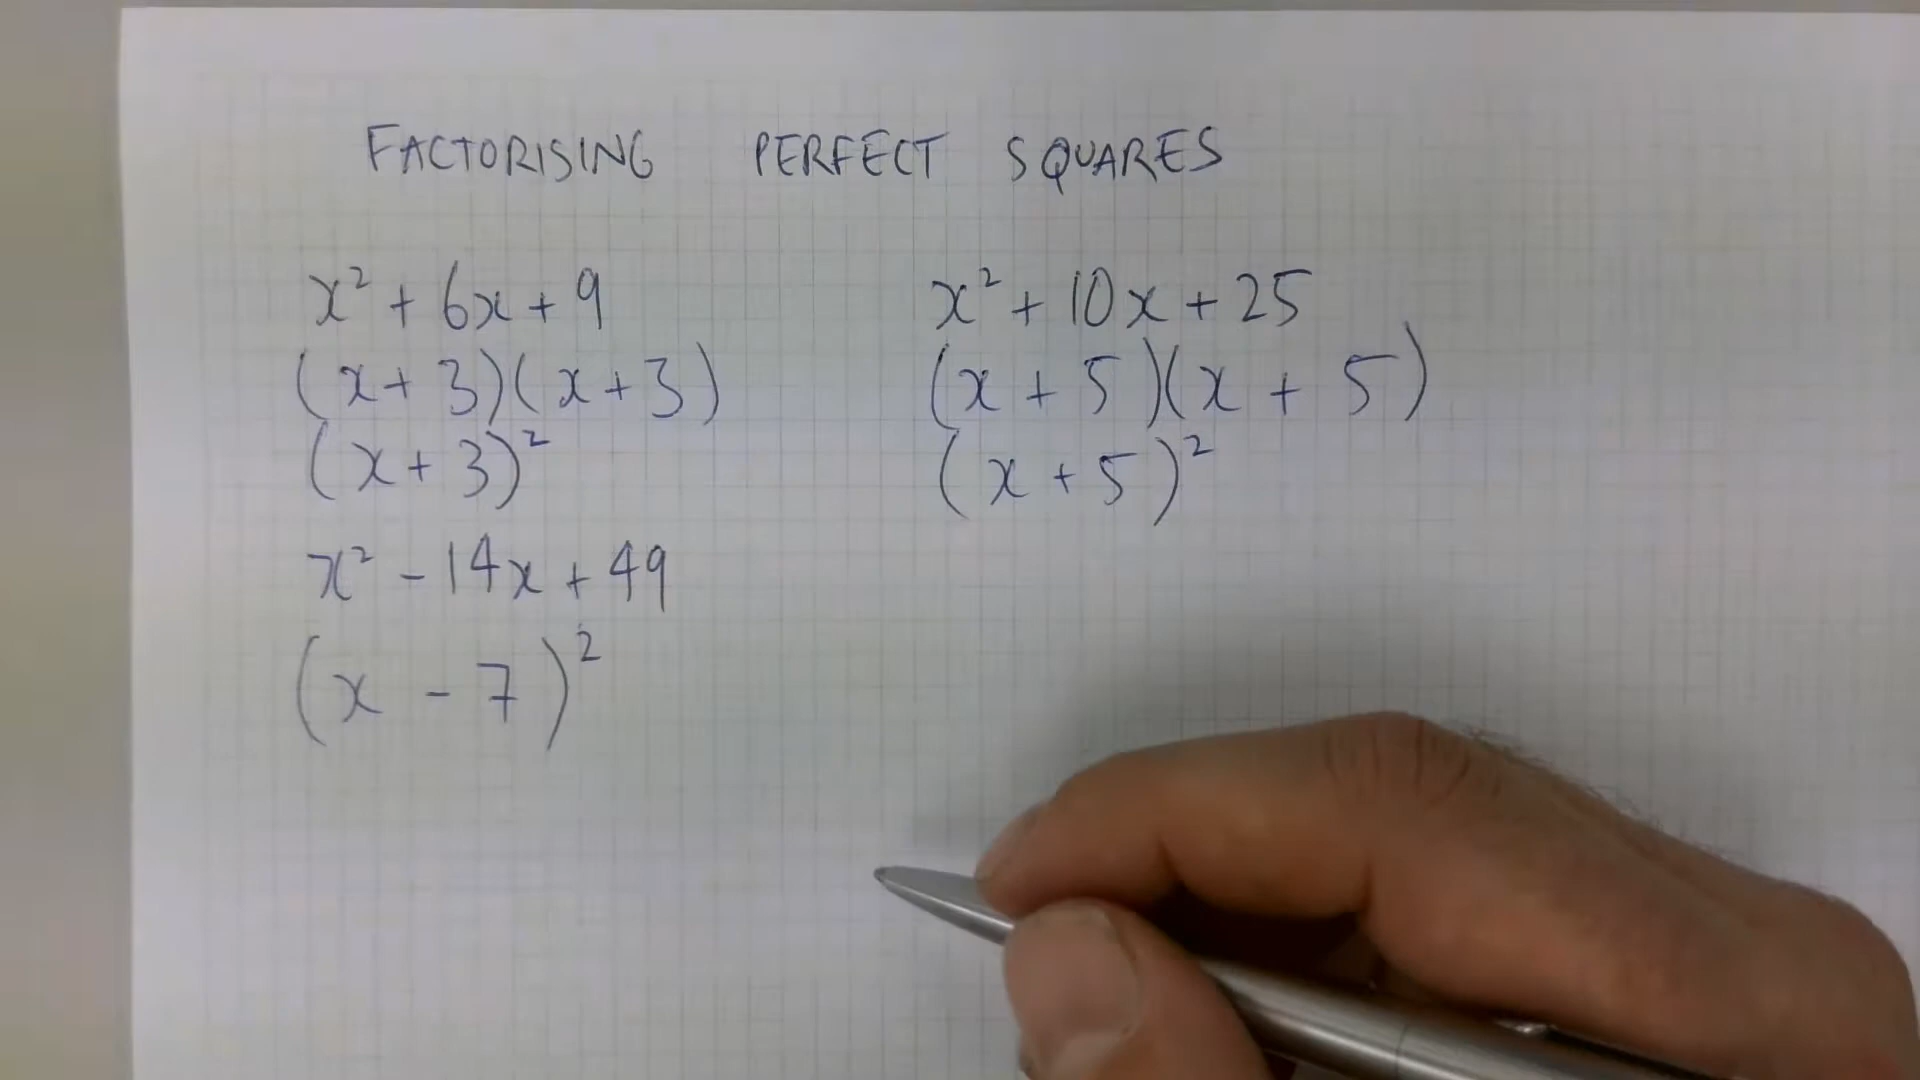 FACTORISING PERFECT SQUARES
x² + 6x + 9
(x + 3)(x + 3)
(x + 3)²
x² + 10x + 25
(x + 5)(x + 5)
(x + 5)²
x² - 14x + 49
(x - 7)²